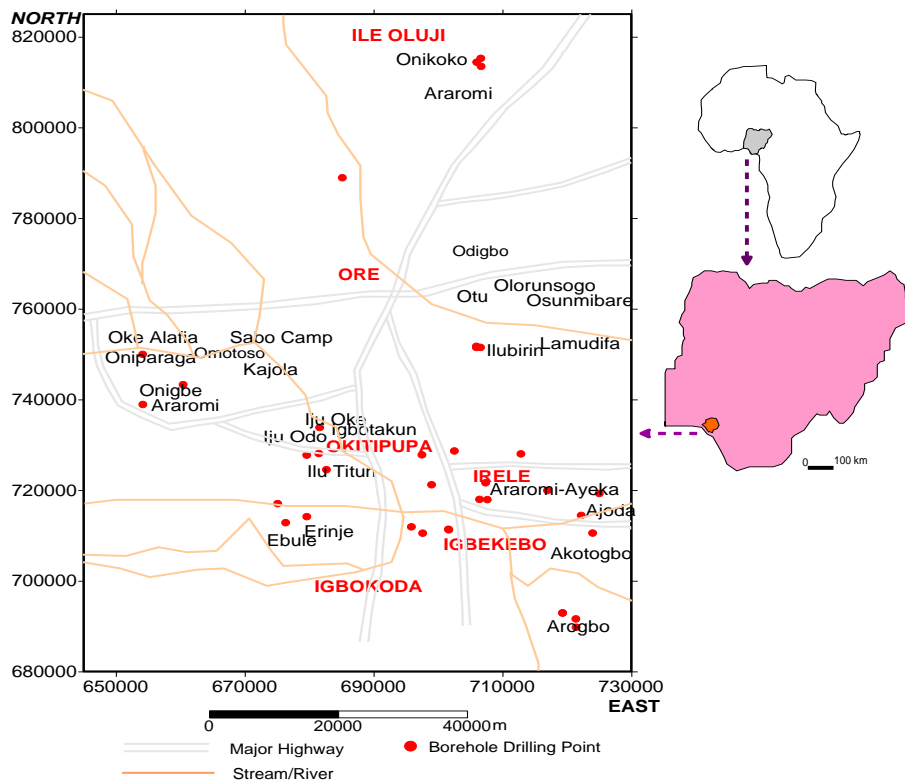 NORTH
820000
ILE OLUJI
Onikoko
Araromi
800000
780000
Odigbo
ORE
Olorunsogo
Otu
Osunmibare
760000
Oke Alafia
Sabo Camp
Lamudifa
Oniparaga
Omotoso
Ilubirin
Kajola
Onigbe
740000
Araromi
Iju Oke
Igbotakun
Iju Odo
OKITIPUPA
Ilu Titun
IRELE
720000
Araromi-Ayeka
Ajoda
Erinje
Ebule
IGBEKEBO
Akotogbo
700000
IGBOKODA
Arogbo
680000
650000 670000 690000 710000 730000
EAST
0 20000 40000m
Major Highway
Borehole Drilling Point
Stream/River
0 100 km